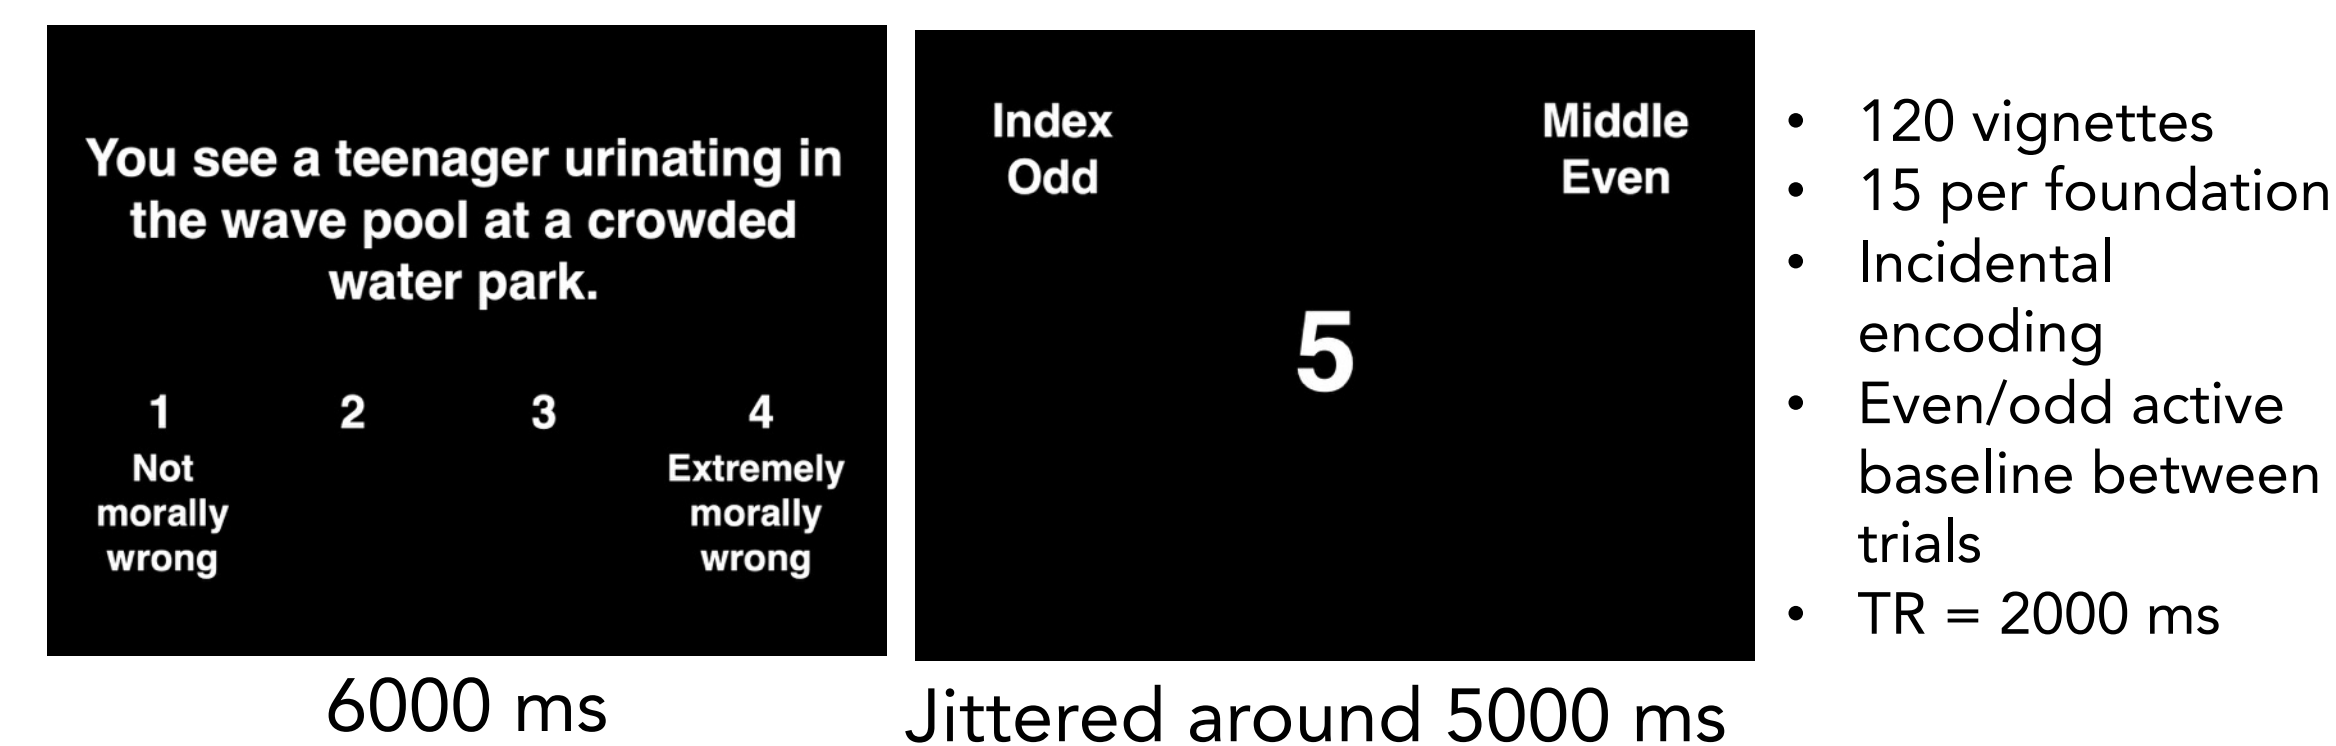 You see a teenager urinating in
the wave pool at a crowded
water park.
1 2 3 4
Not
morally
wrong
Extremely
morally
wrong
6000 ms
Index
Odd
Middle
Even
5
Jittered around 5000 ms
• 120 vignettes
• 15 per foundation
• Incidental
encoding
• Even/odd active
baseline between
trials
• TR = 2000 ms